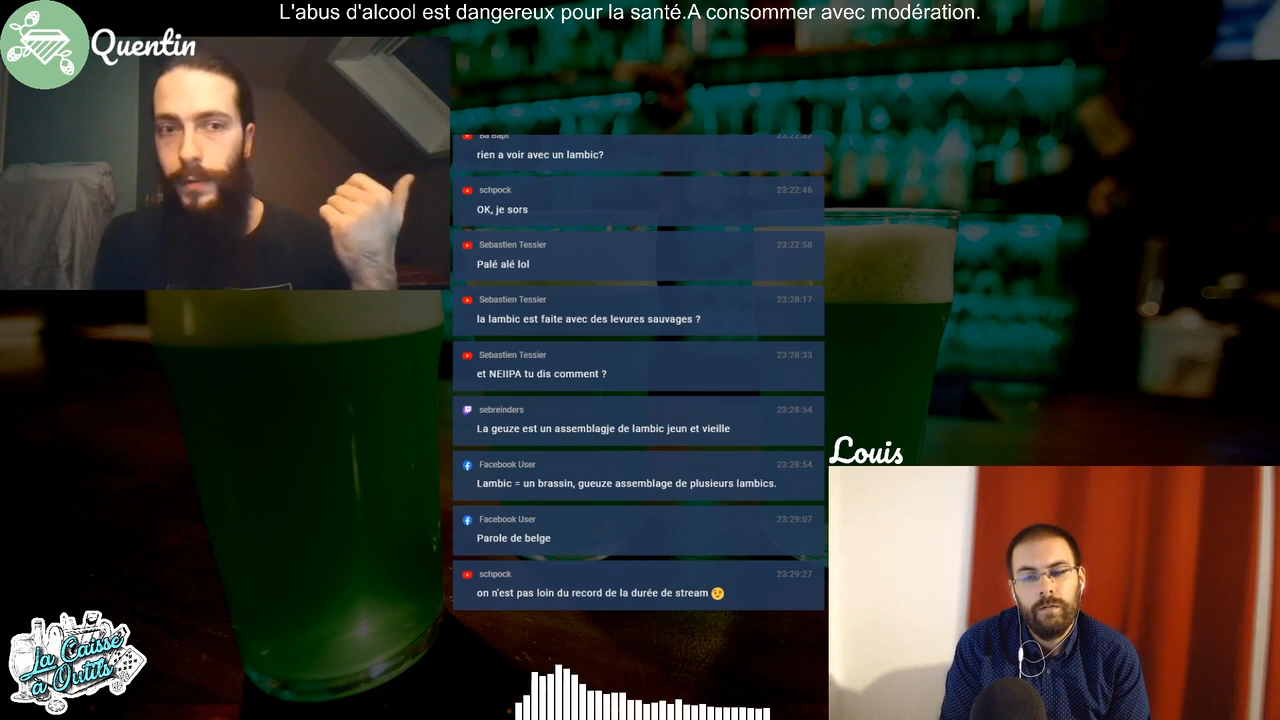 L'abus d'alcool est dangereux pour la santé.A consommer avec modération.
Quentin
Ba Bapt 23:22:37
rien a voir avec un lambic?
schpock 23:22:46
OK, je sors
Sebastien Tessier 23:22:58
Palé alé lol
Sebastien Tessier 23:28:17
la lambic est faite avec des levures sauvages ?
Sebastien Tessier 23:28:33
et NEIIPA tu dis comment ?
sebreinders 23:28:54
La geuze est un assemblagje de lambic jeun et vieille
Facebook User 23:28:54
Lambic = un brassin, gueuze assemblage de plusieurs lambics.
Facebook User 23:29:07
Parole de belge
schpock 23:29:27
on n'est pas loin du record de la durée de stream
Louis
La Caisse
à Outils